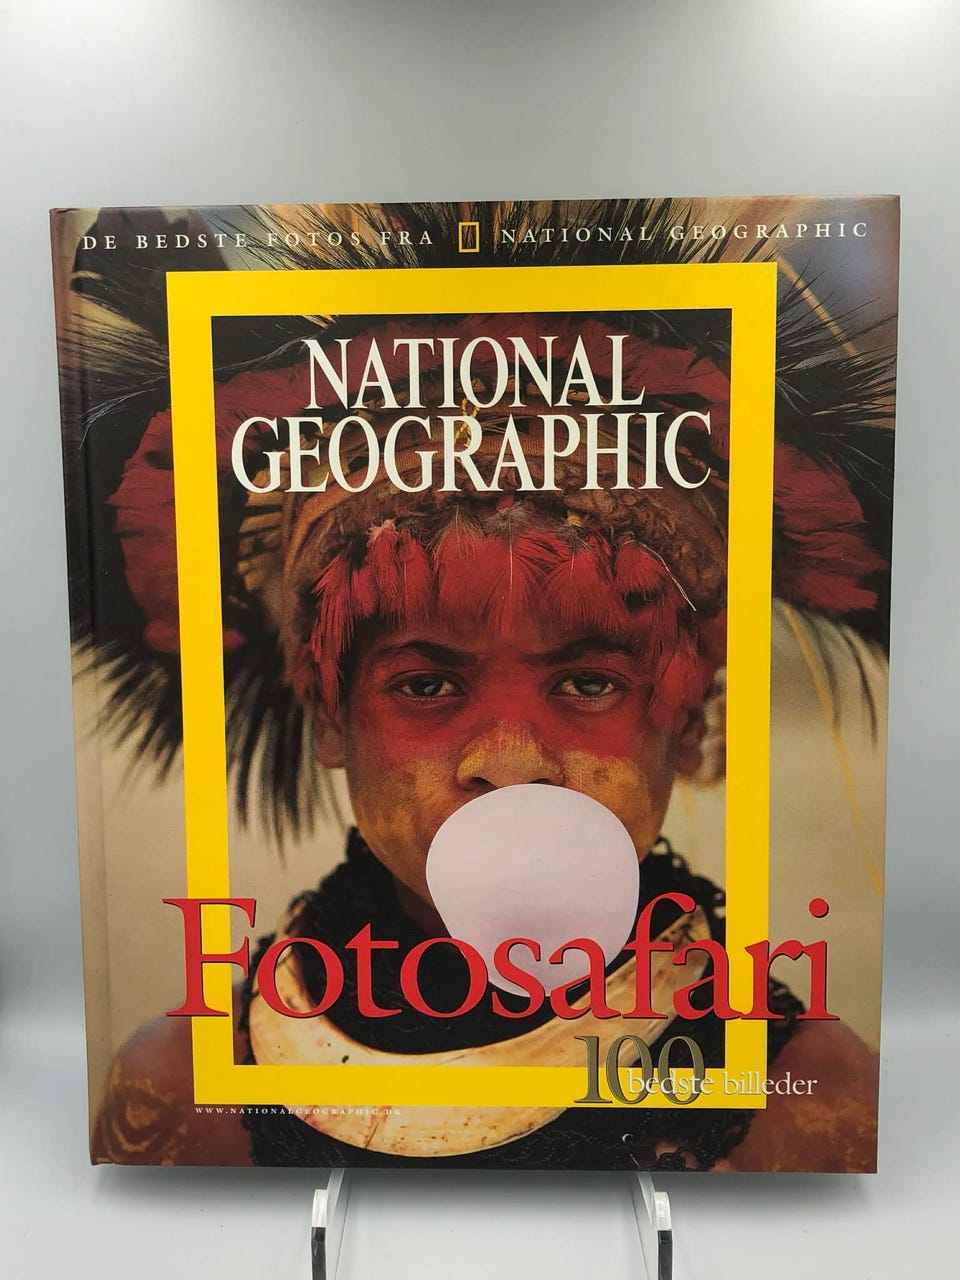 DE BEDSTE FOTOS FRA NATIONAL GEOGRAPHIC
NATIONAL
GEOGRAPHIC
Fotosafari
100
bedste billeder
WWW.NATIONALGEOGRAPHIC.DK